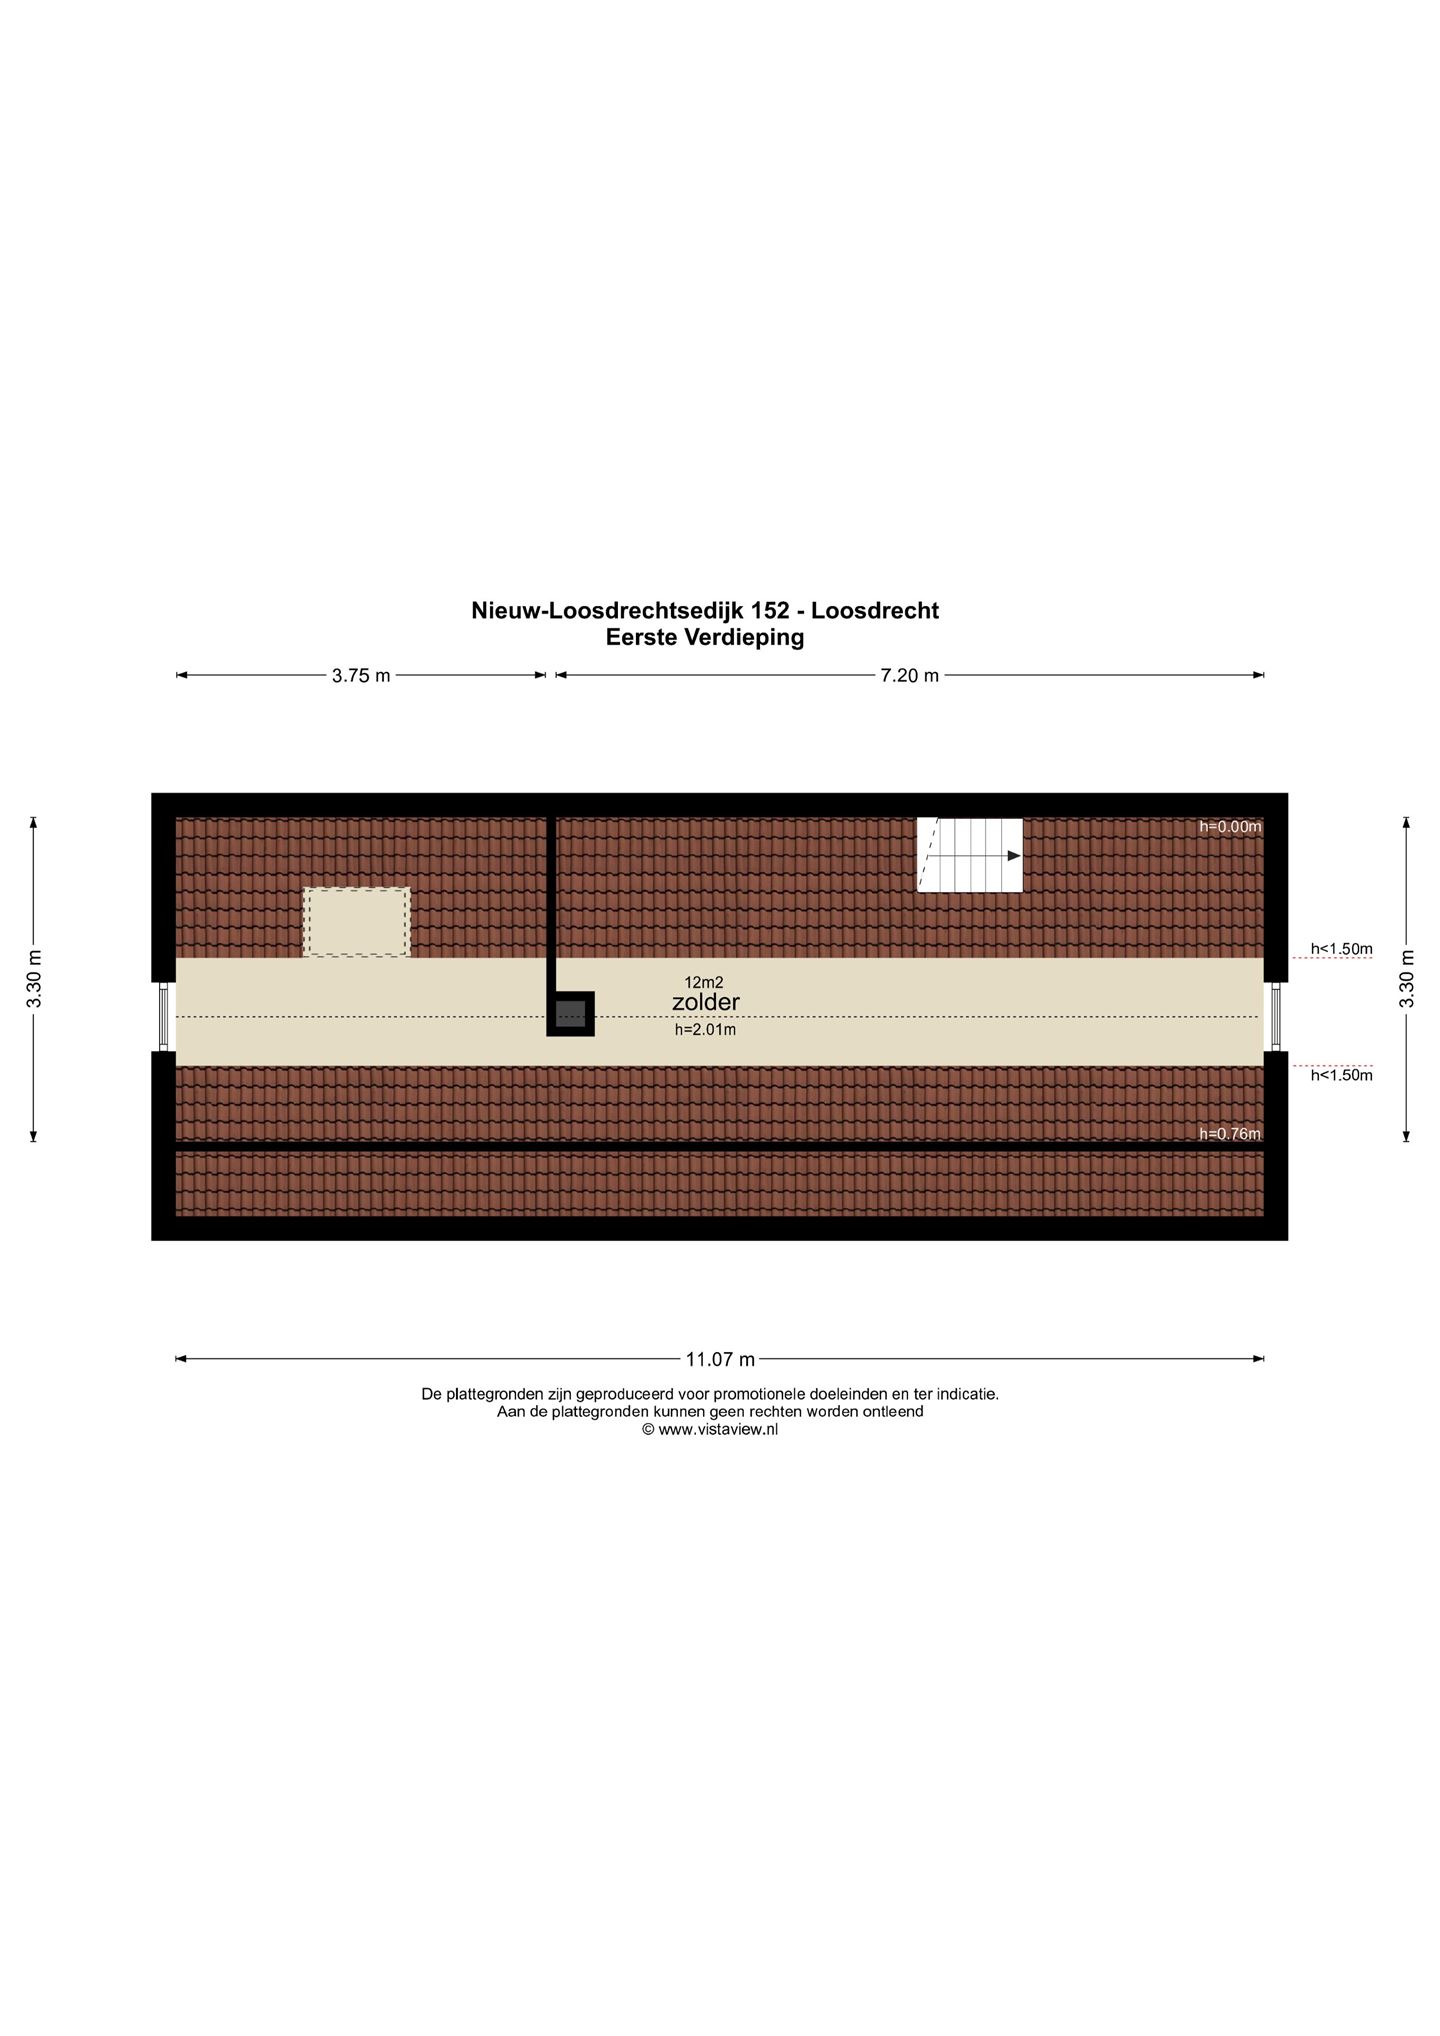 Nieuw-Loosdrechtsedijk 152 - Loosdrecht
Eerste Verdieping
3.75 m
7.20 m
h=0.00m
h<1.50m
3.30 m
3.30 m
12m2
zolder
h=2.01m
h<1.50m
h=0.76m
11.07 m
De plattegronden zijn geproduceerd voor promotionele doeleinden en ter indicatie.
Aan de plattegronden kunnen geen rechten worden ontleend
© www.vistaview.nl